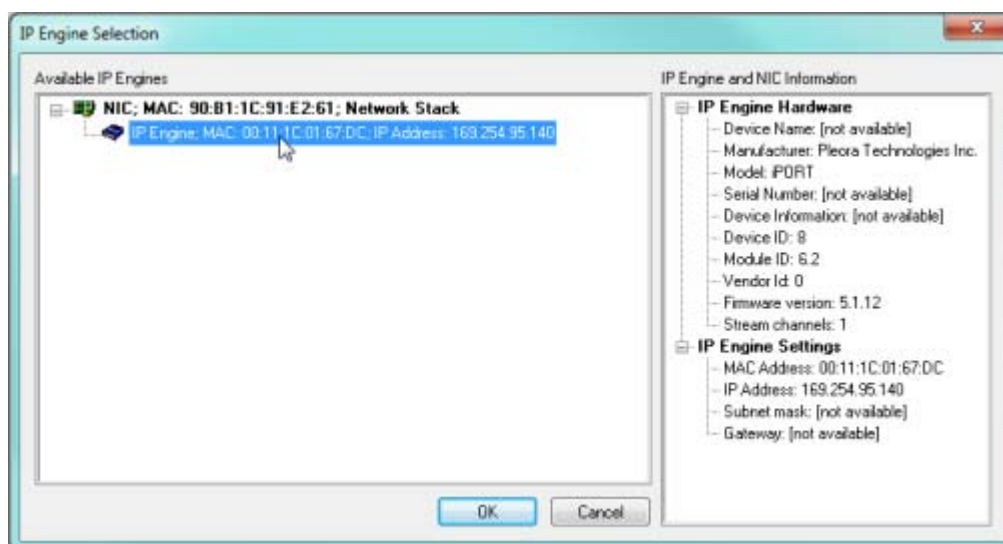 IP Engine Selection
Available IP Engines
NIC; MAC: 90:B1:1C:91:E2:61; Network Stack
IP Engine; MAC: 00:11:1C:01:67:DC; IP Address: 169.254.95.140
OK
Cancel
IP Engine and NIC Information
IP Engine Hardware
Device Name: [not available]
Manufacturer: Pleora Technologies Inc.
Model: iPORT
Serial Number: [not available]
Device Information: [not available]
Device ID: 8
Module ID: 6.2
Vendor Id: 0
Firmware version: 5.1.12
Stream channels: 1
IP Engine Settings
MAC Address: 00:11:1C:01:67:DC
IP Address: 169.254.95.140
Subnet mask: [not available]
Gateway: [not available]